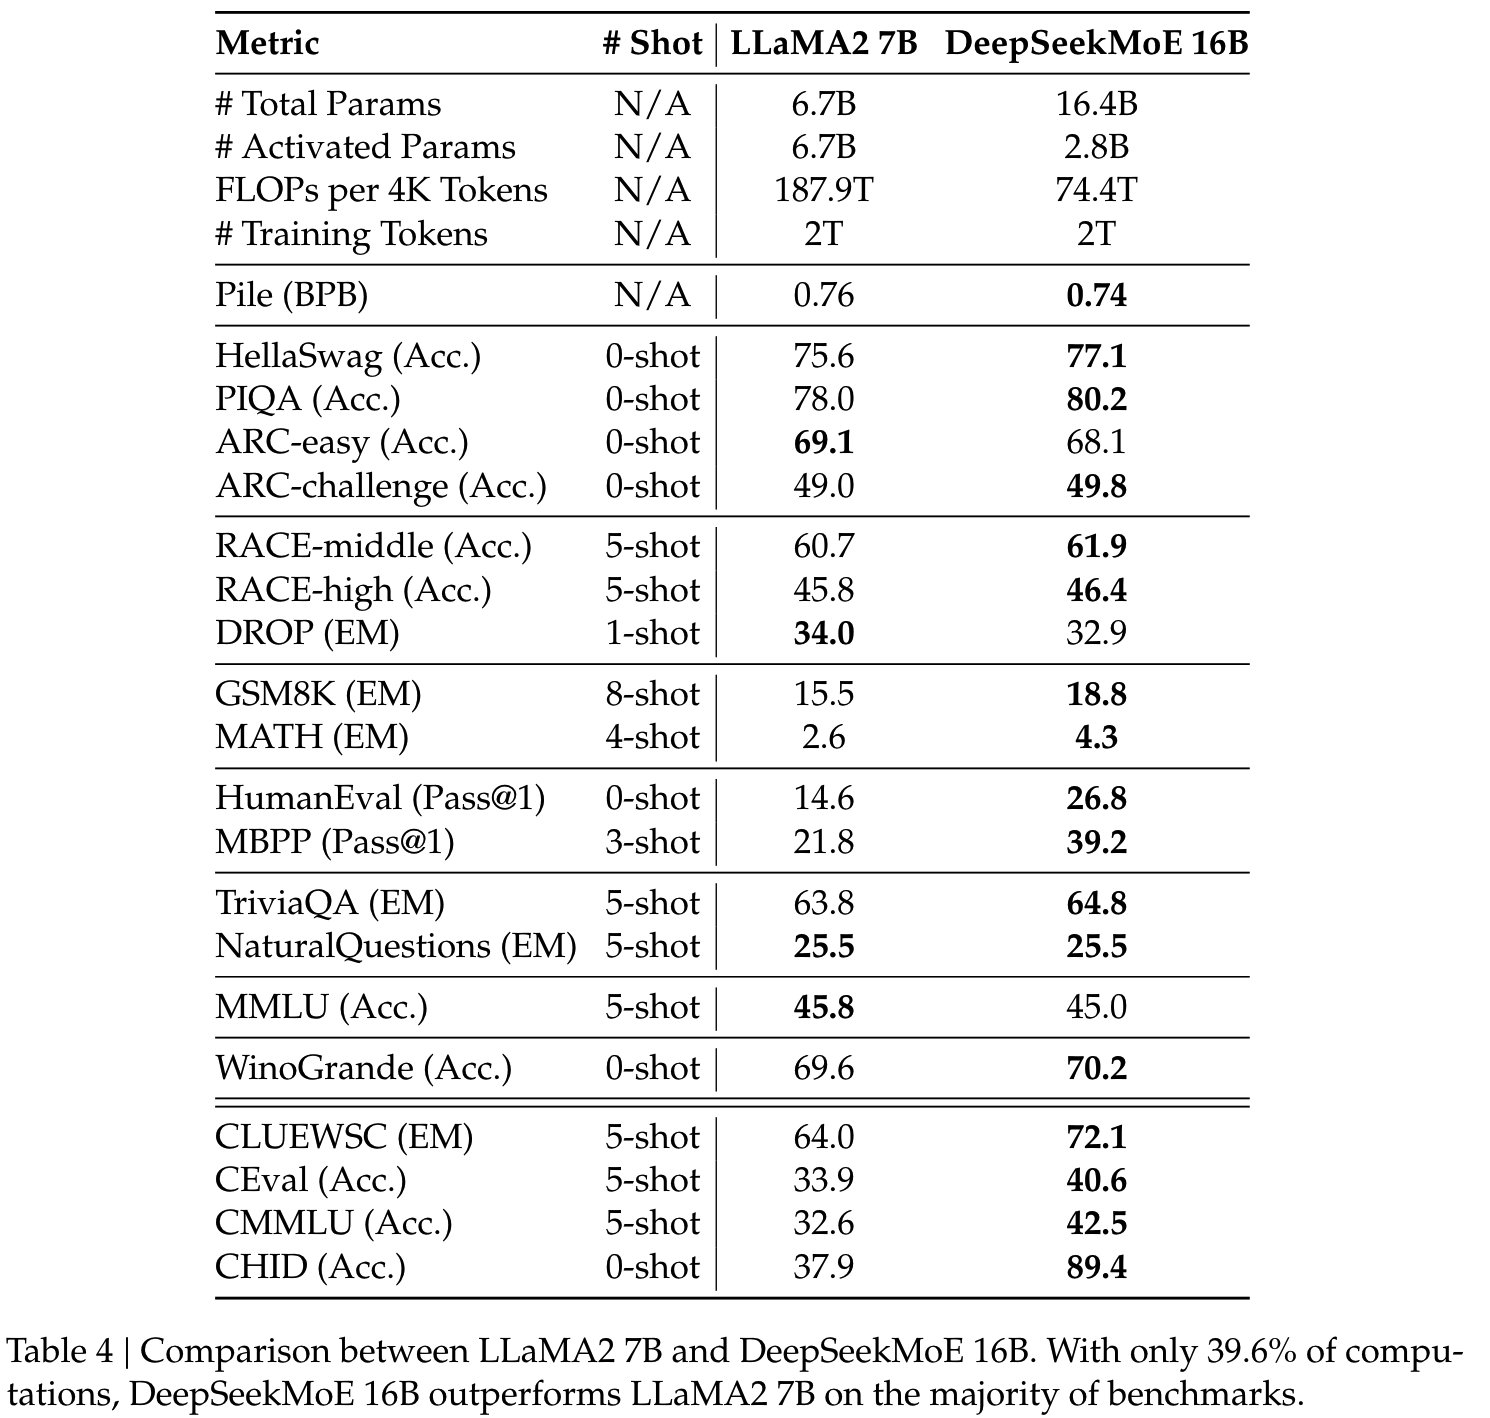 Metric # Shot LLaMA2 7B DeepSeekMoE 16B
# Total Params N/A 6.7B 16.4B
# Activated Params N/A 6.7B 2.8B
FLOPs per 4K Tokens N/A 187.9T 74.4T
# Training Tokens N/A 2T 2T
Pile (BPB) N/A 0.76 0.74
HellaSwag (Acc.) 0-shot 75.6 77.1
PIQA (Acc.) 0-shot 78.0 80.2
ARC-easy (Acc.) 0-shot 69.1 68.1
ARC-challenge (Acc.) 0-shot 49.0 49.8
RACE-middle (Acc.) 5-shot 60.7 61.9
RACE-high (Acc.) 5-shot 45.8 46.4
DROP (EM) 1-shot 34.0 32.9
GSM8K (EM) 8-shot 15.5 18.8
MATH (EM) 4-shot 2.6 4.3
HumanEval (Pass@1) 0-shot 14.6 26.8
MBPP (Pass@1) 3-shot 21.8 39.2
TriviaQA (EM) 5-shot 63.8 64.8
NaturalQuestions (EM) 5-shot 25.5 25.5
MMLU (Acc.) 5-shot 45.8 45.0
WinoGrande (Acc.) 0-shot 69.6 70.2
CLUEWSC (EM) 5-shot 64.0 72.1
CEval (Acc.) 5-shot 33.9 40.6
CMMLU (Acc.) 5-shot 32.6 42.5
CHID (Acc.) 0-shot 37.9 89.4
Table 4 | Comparison between LLaMA2 7B and DeepSeekMoE 16B. With only 39.6% of compu-
tations, DeepSeekMoE 16B outperforms LLaMA2 7B on the majority of benchmarks.